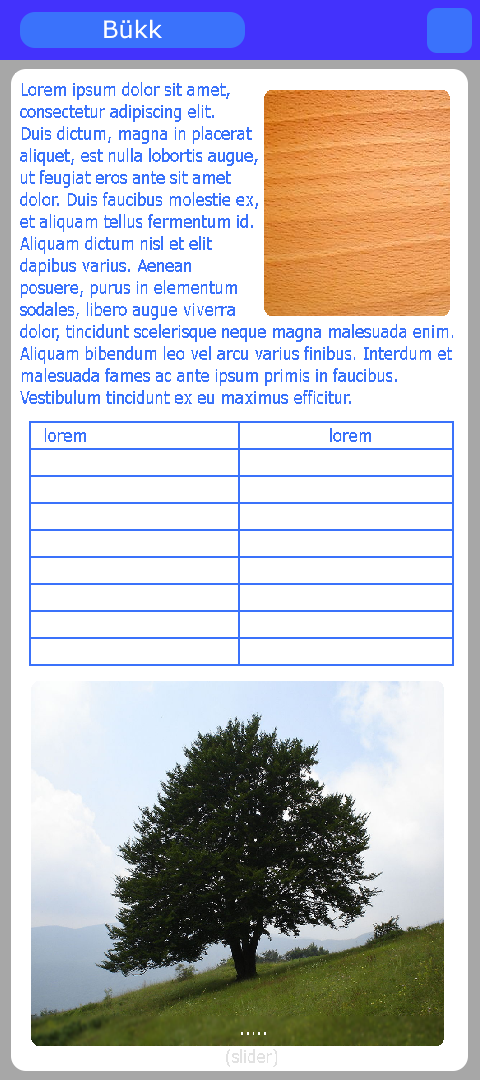 Bükk
Lorem ipsum dolor sit amet,
consectetur adipiscing elit.
Duis dictum, magna in placerat
aliquet, est nulla lobortis augue,
ut feugiat eros ante sit amet
dolor. Duis faucibus molestie ex,
et aliquam tellus fermentum id.
Aliquam dictum nisl et elit
dapibus varius. Aenean
posuere, purus in elementum
sodales, libero augue viverra
dolor, tincidunt scelerisque neque magna malesuada enim.
Aliquam bibendum leo vel arcu varius finibus. Interdum et
malesuada fames ac ante ipsum primis in faucibus.
Vestibulum tincidunt ex eu maximus efficitur.
lorem lorem
.....
(slider)